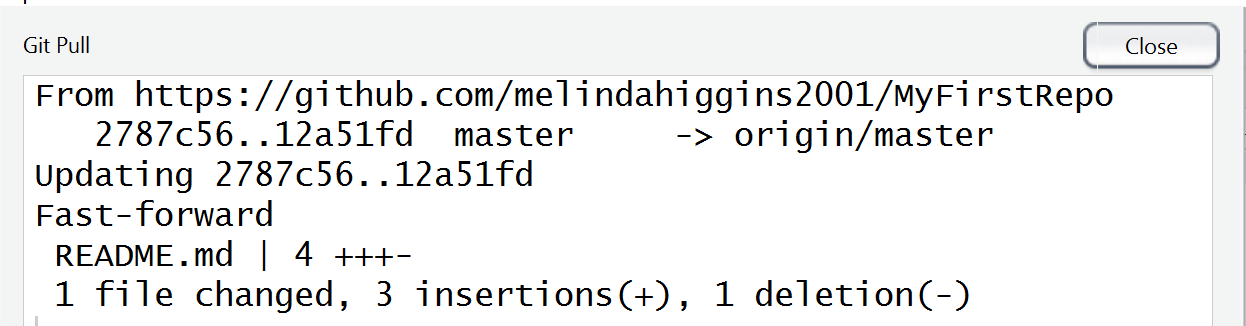 Git Pull
Close
From https://github.com/melindahiggins2001/MyFirstRepo
   2787c56..12a51fd  master     -> origin/master
Updating 2787c56..12a51fd
Fast-forward
 README.md | 4 +++-
 1 file changed, 3 insertions(+), 1 deletion(-)